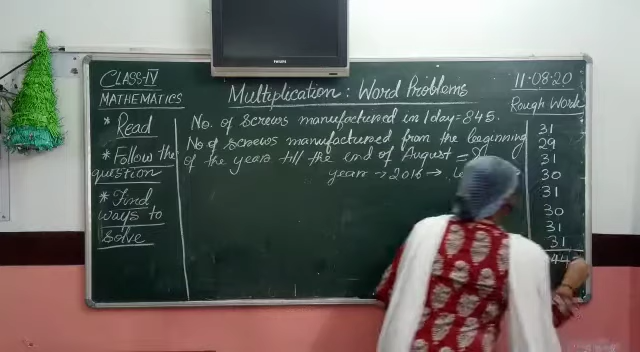 PHILIPS
CLASS-IV
MATHEMATICS
* Read
* Follow the
question
* Find
ways to
solve
Multiplication : Word Problems
No. of screws manufactured in 1 day = 845.
No of screws manufactured from the beginning
of the years till the end of August =
year → 2016 →
11.08.20
Rough Work
31
29
31
30
31
30
31
31
44